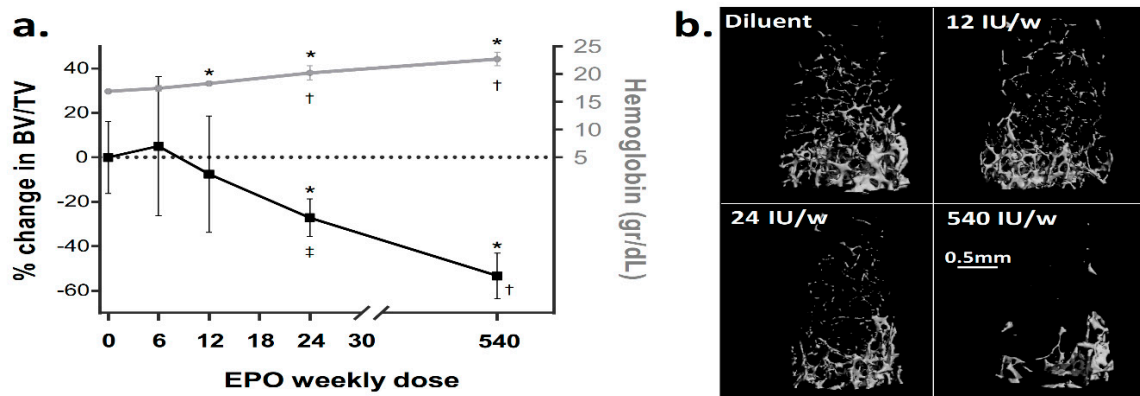 a.
% change in BV/TV
40
20
0
-20
-40
-60
* * *
† †
*
‡
*
†
25
20
15
10
5
Hemoglobin (gr/dL)
0 6 12 18 24 30 540
EPO weekly dose
b.
Diluent
12 IU/w
24 IU/w
540 IU/w
0.5mm